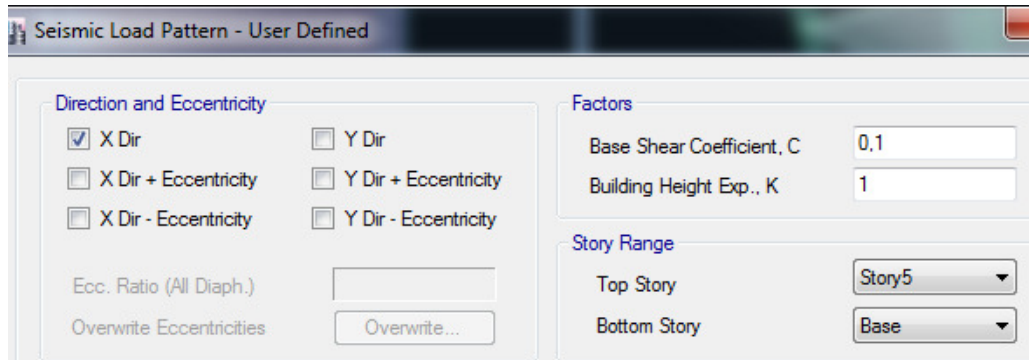 Seismic Load Pattern - User Defined
Direction and Eccentricity
X Dir
Y Dir
X Dir + Eccentricity
Y Dir + Eccentricity
X Dir - Eccentricity
Y Dir - Eccentricity
Ecc. Ratio (All Diaph.)
Overwrite Eccentricities
Overwrite...
Factors
Base Shear Coefficient, C
0,1
Building Height Exp., K
1
Story Range
Top Story
Story5
Bottom Story
Base